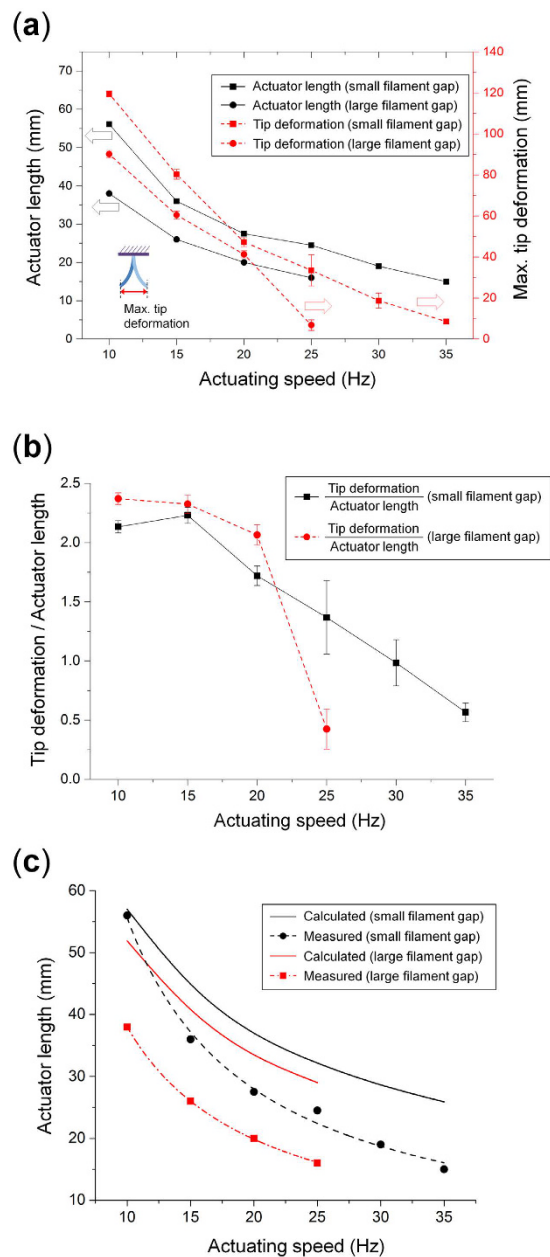 (a)
Actuator length (small filament gap)
Actuator length (large filament gap)
Tip deformation (small filament gap)
Tip deformation (large filament gap)
Actuator length (mm)
70
60
50
40
30
20
10
0
140
120
100
80
60
40
20
0
Max. tip deformation (mm)
Max. tip
deformation
10 15 20 25 30 35
Actuating speed (Hz)
(b)
Tip deformation
Actuator length
(small filament gap)
Tip deformation
Actuator length
(large filament gap)
Tip deformation / Actuator length
2.5
2.0
1.5
1.0
0.5
0.0
10 15 20 25 30 35
Actuating speed (Hz)
(c)
Calculated (small filament gap)
Measured (small filament gap)
Calculated (large filament gap)
Measured (large filament gap)
Actuator length (mm)
60
50
40
30
20
10
10 15 20 25 30 35
Actuating speed (Hz)